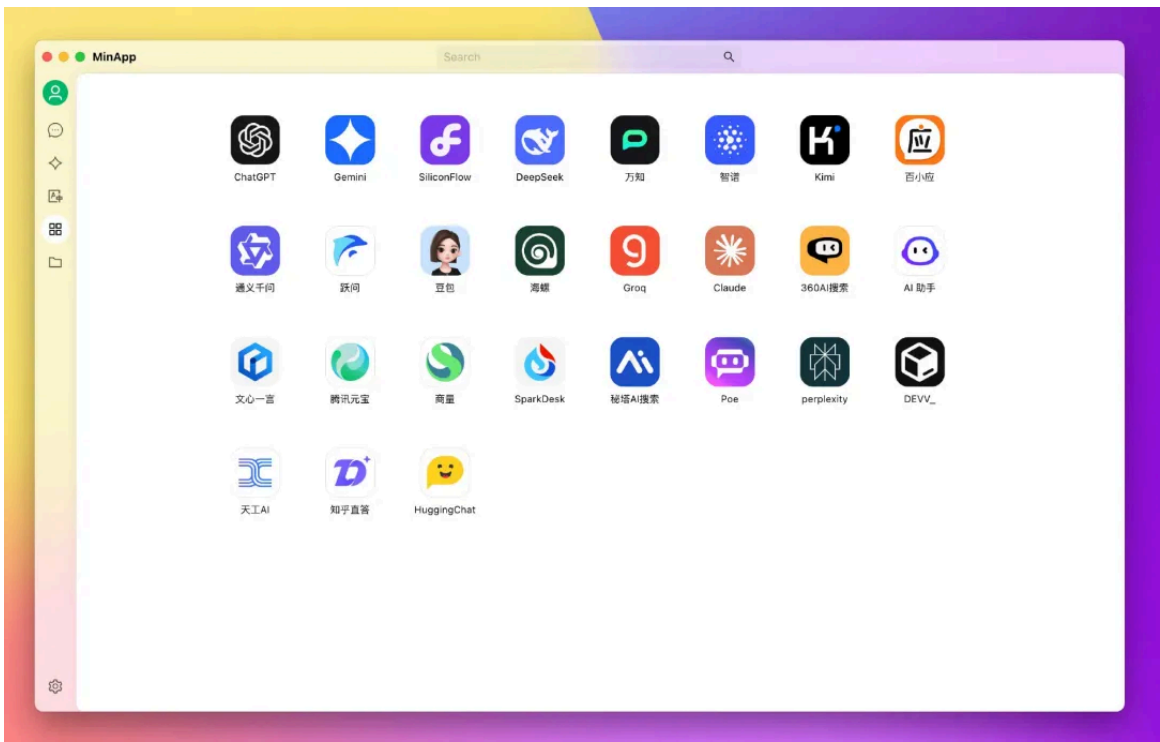 MinApp
Search
ChatGPT Gemini SiliconFlow DeepSeek 万知 智谱 Kimi 百小应
通义千问 跃问 豆包 海螺 Groq Claude 360AI搜索 AI 助手
文心一言 腾讯元宝 商量 SparkDesk 秘塔AI搜索 Poe perplexity DEVV_
天工AI 知乎直答 HuggingChat